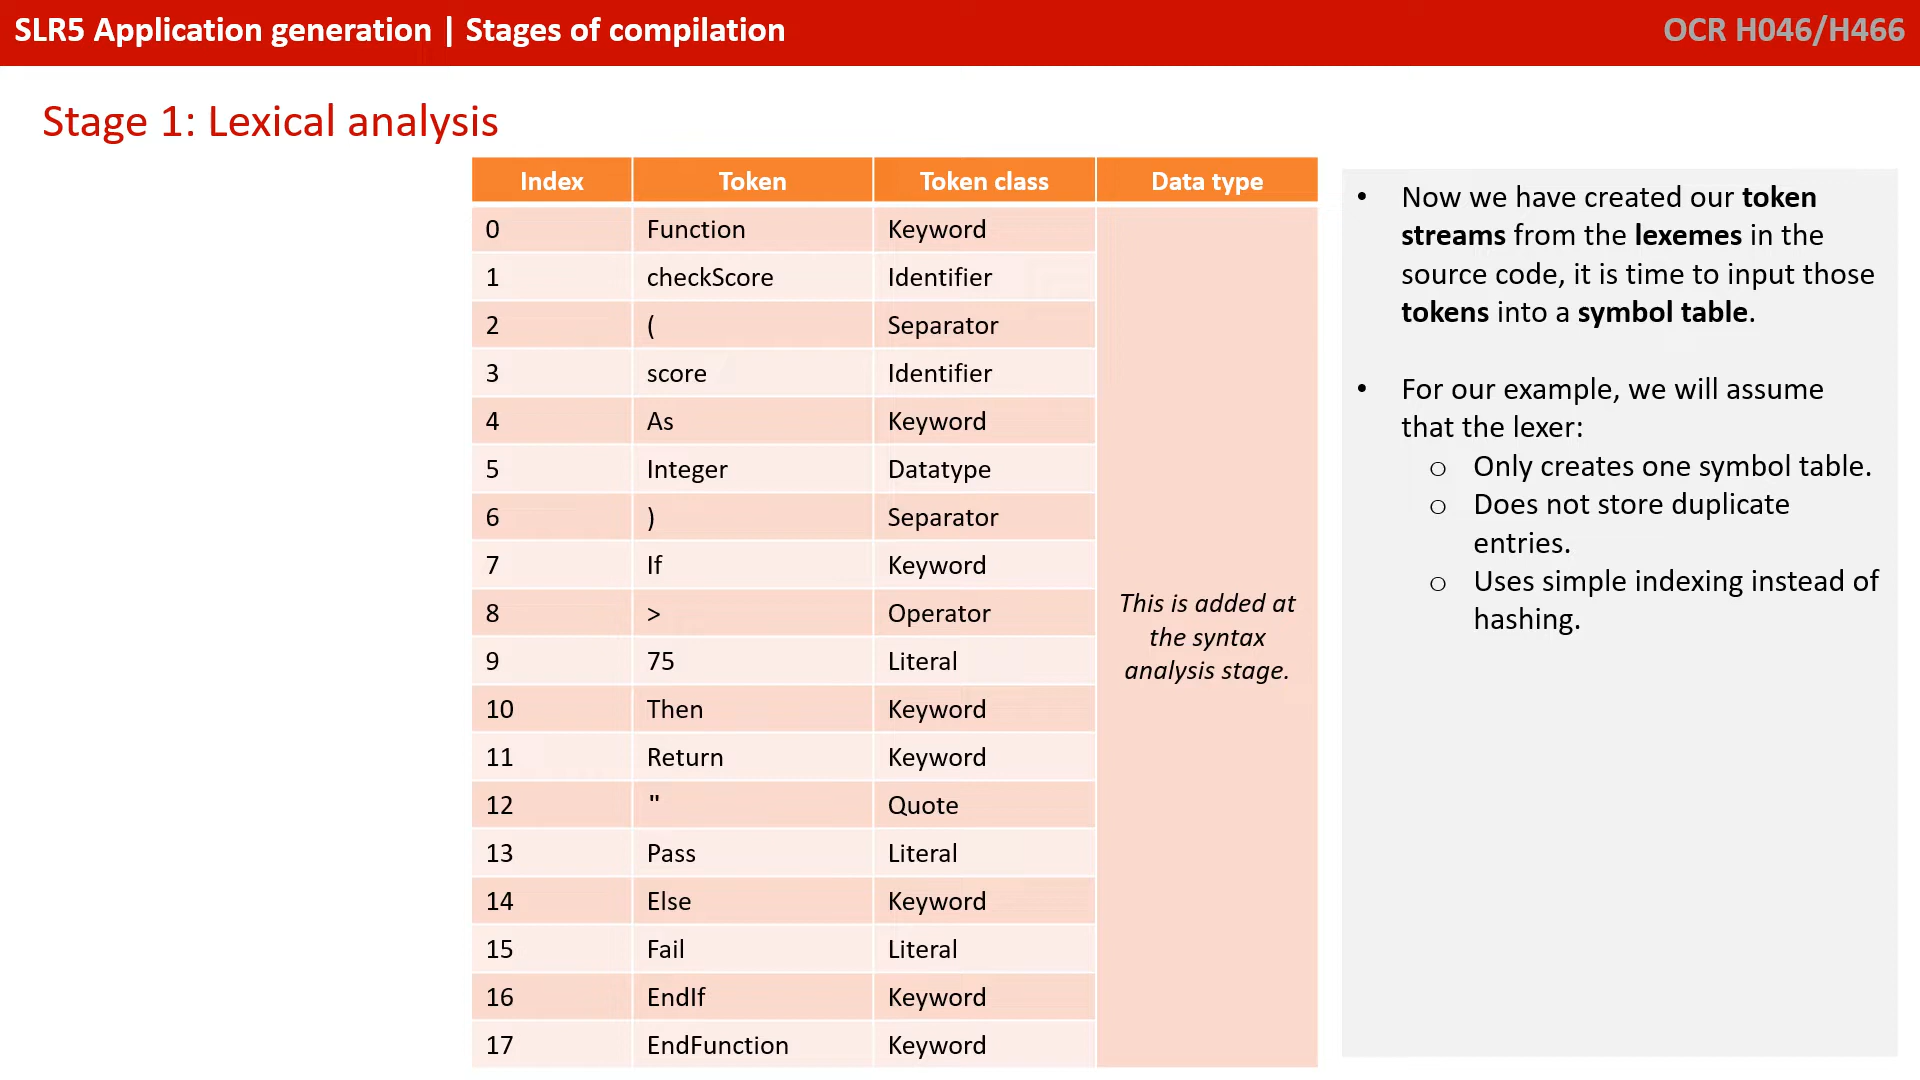 SLR5 Application generation | Stages of compilation
OCR H046/H466
Stage 1: Lexical analysis
Index Token Token class Data type
0 Function Keyword
1 checkScore Identifier
2 ( Separator
3 score Identifier
4 As Keyword
5 Integer Datatype
6 ) Separator
7 If Keyword
8 > Operator
9 75 Literal
10 Then Keyword
11 Return Keyword
12 " Quote
13 Pass Literal
14 Else Keyword
15 Fail Literal
16 EndIf Keyword
17 EndFunction Keyword
This is added at
the syntax
analysis stage.
• Now we have created our token
streams from the lexemes in the
source code, it is time to input those
tokens into a symbol table.
• For our example, we will assume
that the lexer:
o Only creates one symbol table.
o Does not store duplicate
entries.
o Uses simple indexing instead of
hashing.